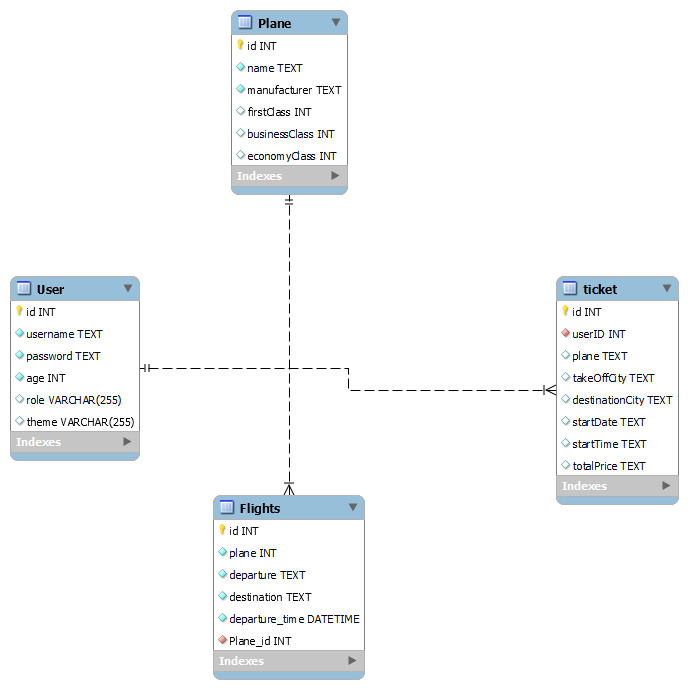 Plane
id INT
name TEXT
manufacturer TEXT
firstClass INT
businessClass INT
economyClass INT
Indexes
User
id INT
username TEXT
password TEXT
age INT
role VARCHAR(255)
theme VARCHAR(255)
Indexes
ticket
id INT
userID INT
plane TEXT
takeOffCity TEXT
destinationCity TEXT
startDate TEXT
startTime TEXT
totalPrice TEXT
Indexes
Flights
id INT
plane INT
departure TEXT
destination TEXT
departure_time DATETIME
Plane_id INT
Indexes